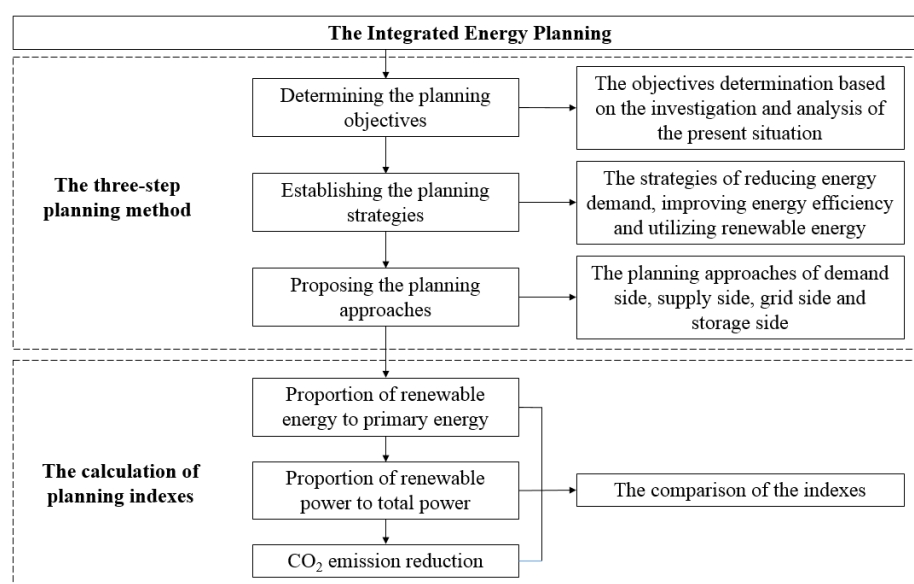 The Integrated Energy Planning
The three-step
planning method
Determining the planning
objectives
The objectives determination based
on the investigation and analysis of
the present situation
Establishing the planning
strategies
The strategies of reducing energy
demand, improving energy efficiency
and utilizing renewable energy
Proposing the planning
approaches
The planning approaches of demand
side, supply side, grid side and
storage side
The calculation of
planning indexes
Proportion of renewable
energy to primary energy
Proportion of renewable
power to total power
CO₂ emission reduction
The comparison of the indexes